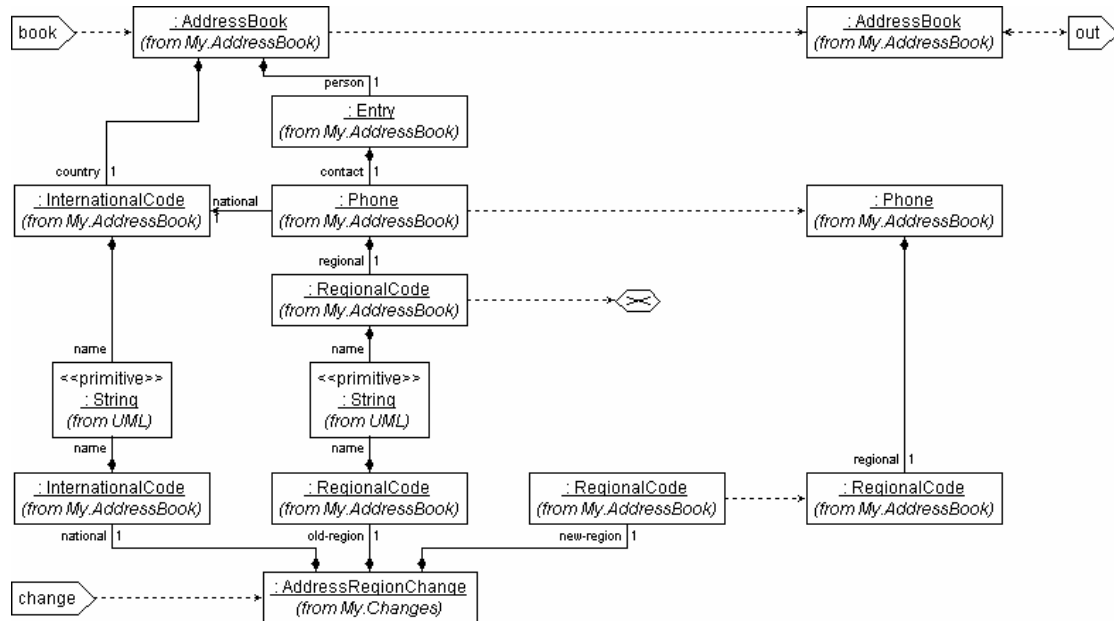 book
: AddressBook
(from My.AddressBook)
: AddressBook
(from My.AddressBook)
out
person 1
: Entry
(from My.AddressBook)
country 1
contact 1
: InternationalCode
(from My.AddressBook)
national
1
: Phone
(from My.AddressBook)
: Phone
(from My.AddressBook)
regional 1
: RegionalCode
(from My.AddressBook)
name
name
<<primitive>>
: String
(from UML)
<<primitive>>
: String
(from UML)
name
name
regional 1
: InternationalCode
(from My.AddressBook)
: RegionalCode
(from My.AddressBook)
: RegionalCode
(from My.AddressBook)
: RegionalCode
(from My.AddressBook)
national 1
old-region 1
new-region 1
change
: AddressRegionChange
(from My.Changes)